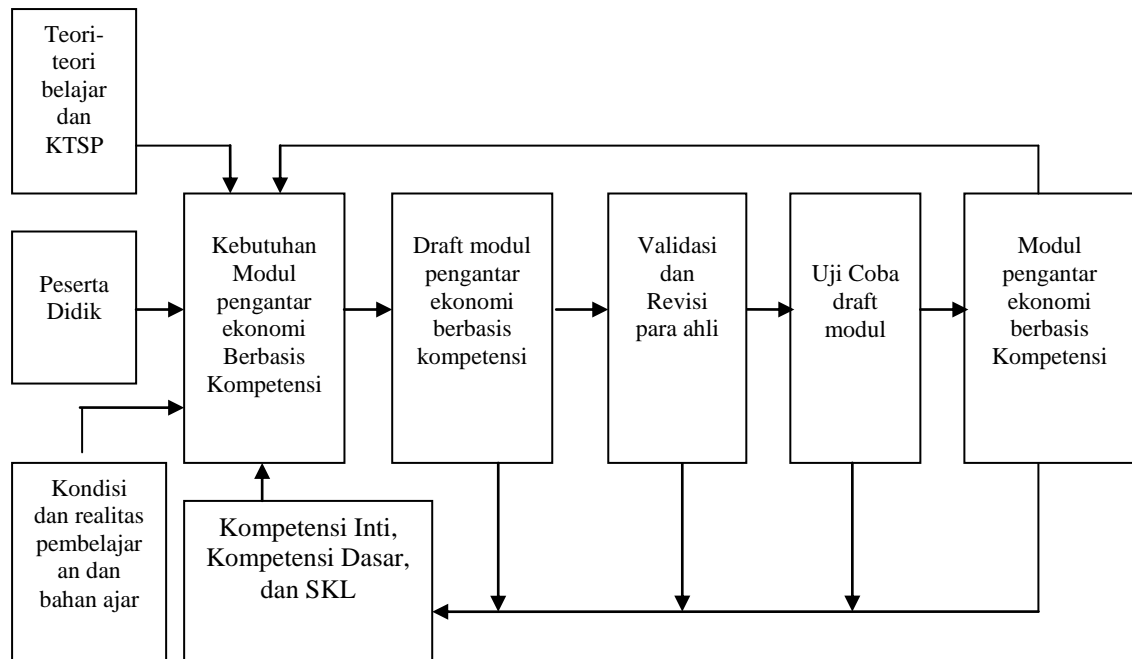 Teori-
teori
belajar
dan
KTSP
Peserta
Didik
Kebutuhan
Modul
pengantar
ekonomi
Berbasis
Kompetensi
Draft modul
pengantar
ekonomi
berbasis
kompetensi
Validasi
dan
Revisi
para ahli
Uji Coba
draft
modul
Modul
pengantar
ekonomi
berbasis
Kompetensi
Kondisi
dan realitas
pembelajar
an dan
bahan ajar
Kompetensi Inti,
Kompetensi Dasar,
dan SKL